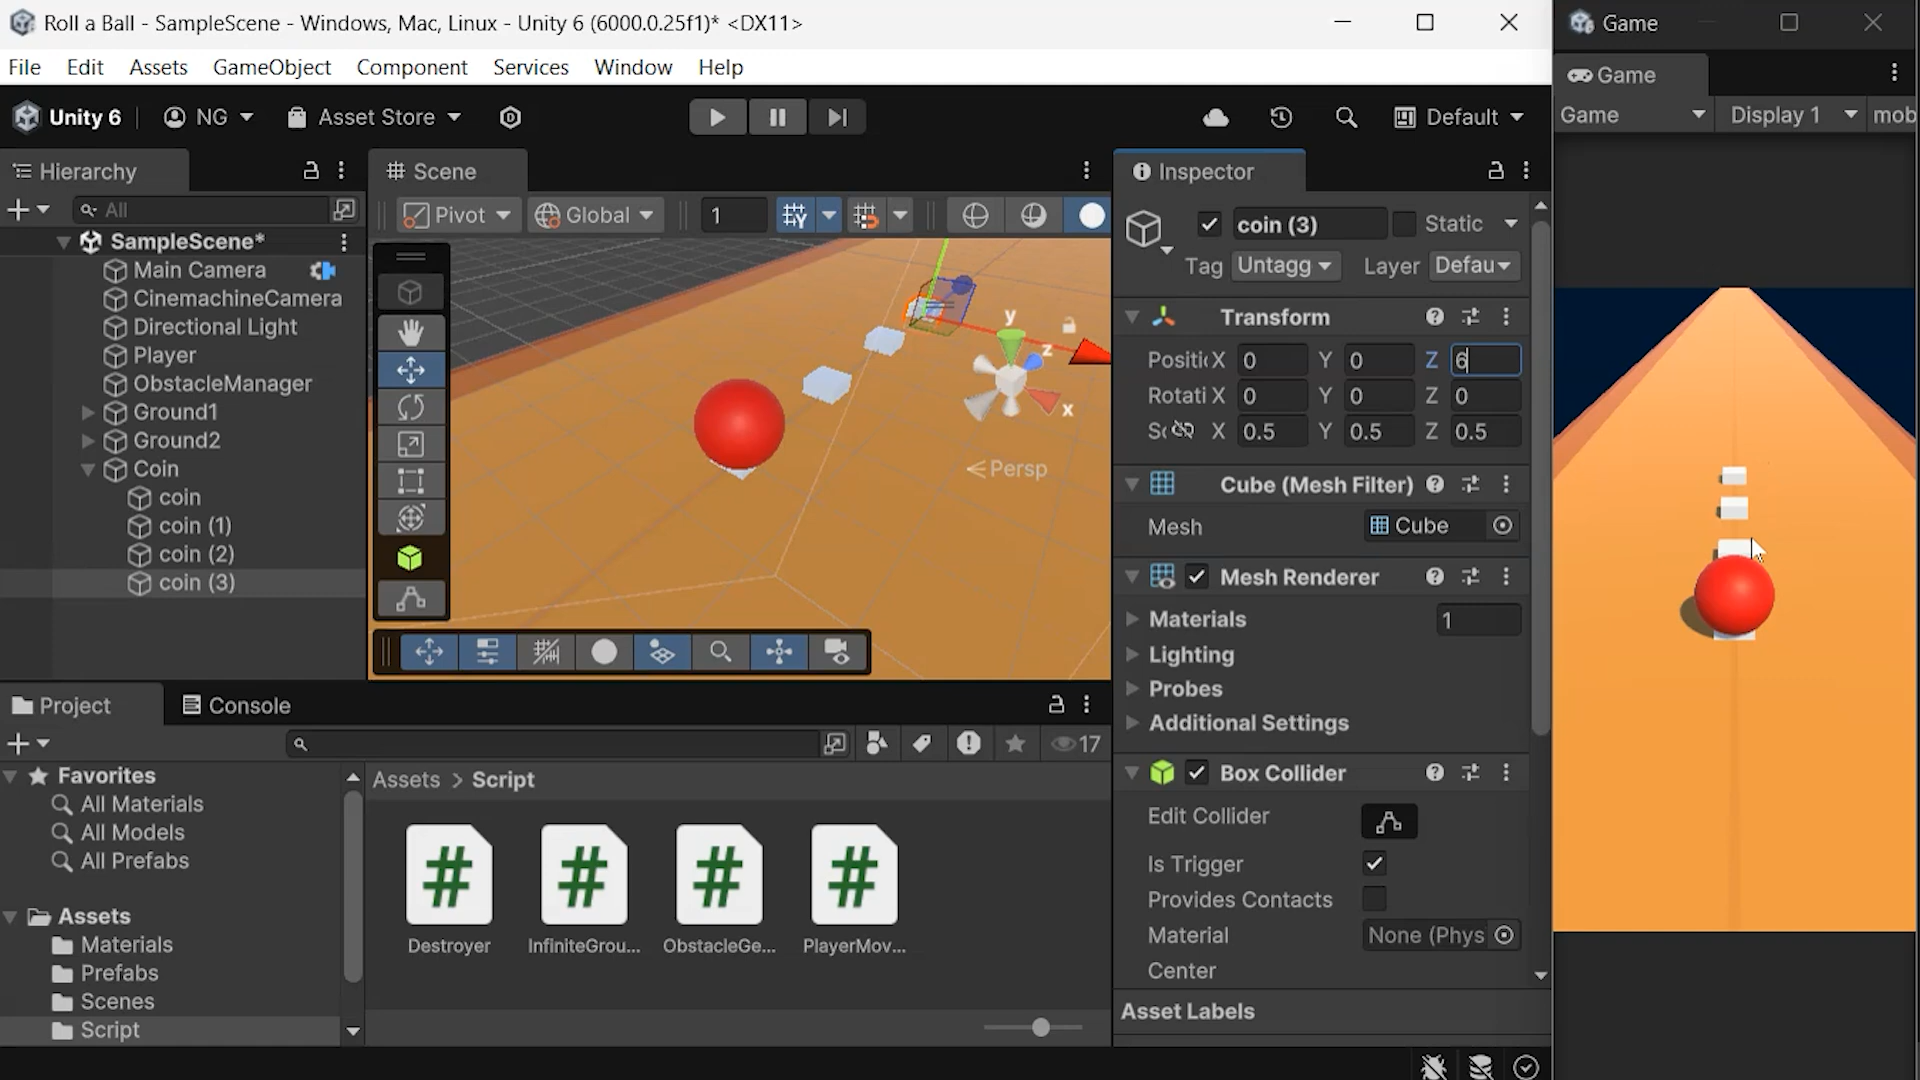 Roll a Ball - SampleScene - Windows, Mac, Linux - Unity 6 (6000.0.25f1)* <DX11>
Game
File Edit Assets GameObject Component Services Window Help
Game
Unity 6 NG Asset Store Default
Game Display 1 mob
Hierarchy
Scene
Inspector
All
Pivot Global 1
coin (3) Static
Tag Untagg Layer Defau
SampleScene*
Main Camera
CinemachineCamera
Directional Light
Player
ObstacleManager
Ground1
Ground2
Coin
coin
coin (1)
coin (2)
coin (3)
y
z
x
Persp
Transform
Positic X 0 Y 0 Z 6
Rotati X 0 Y 0 Z 0
Sc X 0.5 Y 0.5 Z 0.5
Cube (Mesh Filter)
Mesh Cube
Mesh Renderer
Materials 1
Lighting
Probes
Additional Settings
Box Collider
Edit Collider
Is Trigger
Provides Contacts
Material None (Phys
Center
Asset Labels
Project Console
17
Favorites
All Materials
All Models
All Prefabs
Assets
Materials
Prefabs
Scenes
Script
Assets > Script
Destroyer InfiniteGrou... ObstacleGe... PlayerMov...